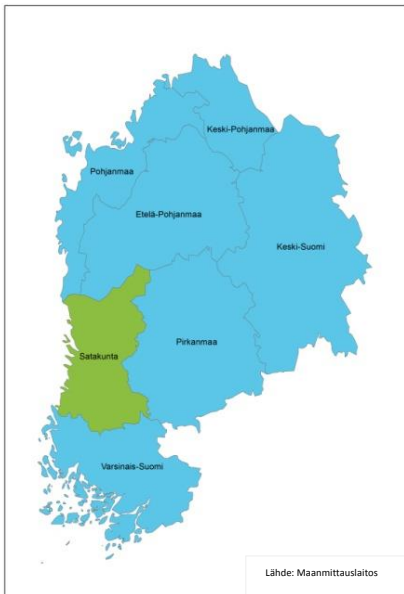 Keski-Pohjanmaa
Pohjanmaa
Etelä-Pohjanmaa
Keski-Suomi
Pirkanmaa
Satakunta
Varsinais-Suomi
Lähde: Maanmittauslaitos